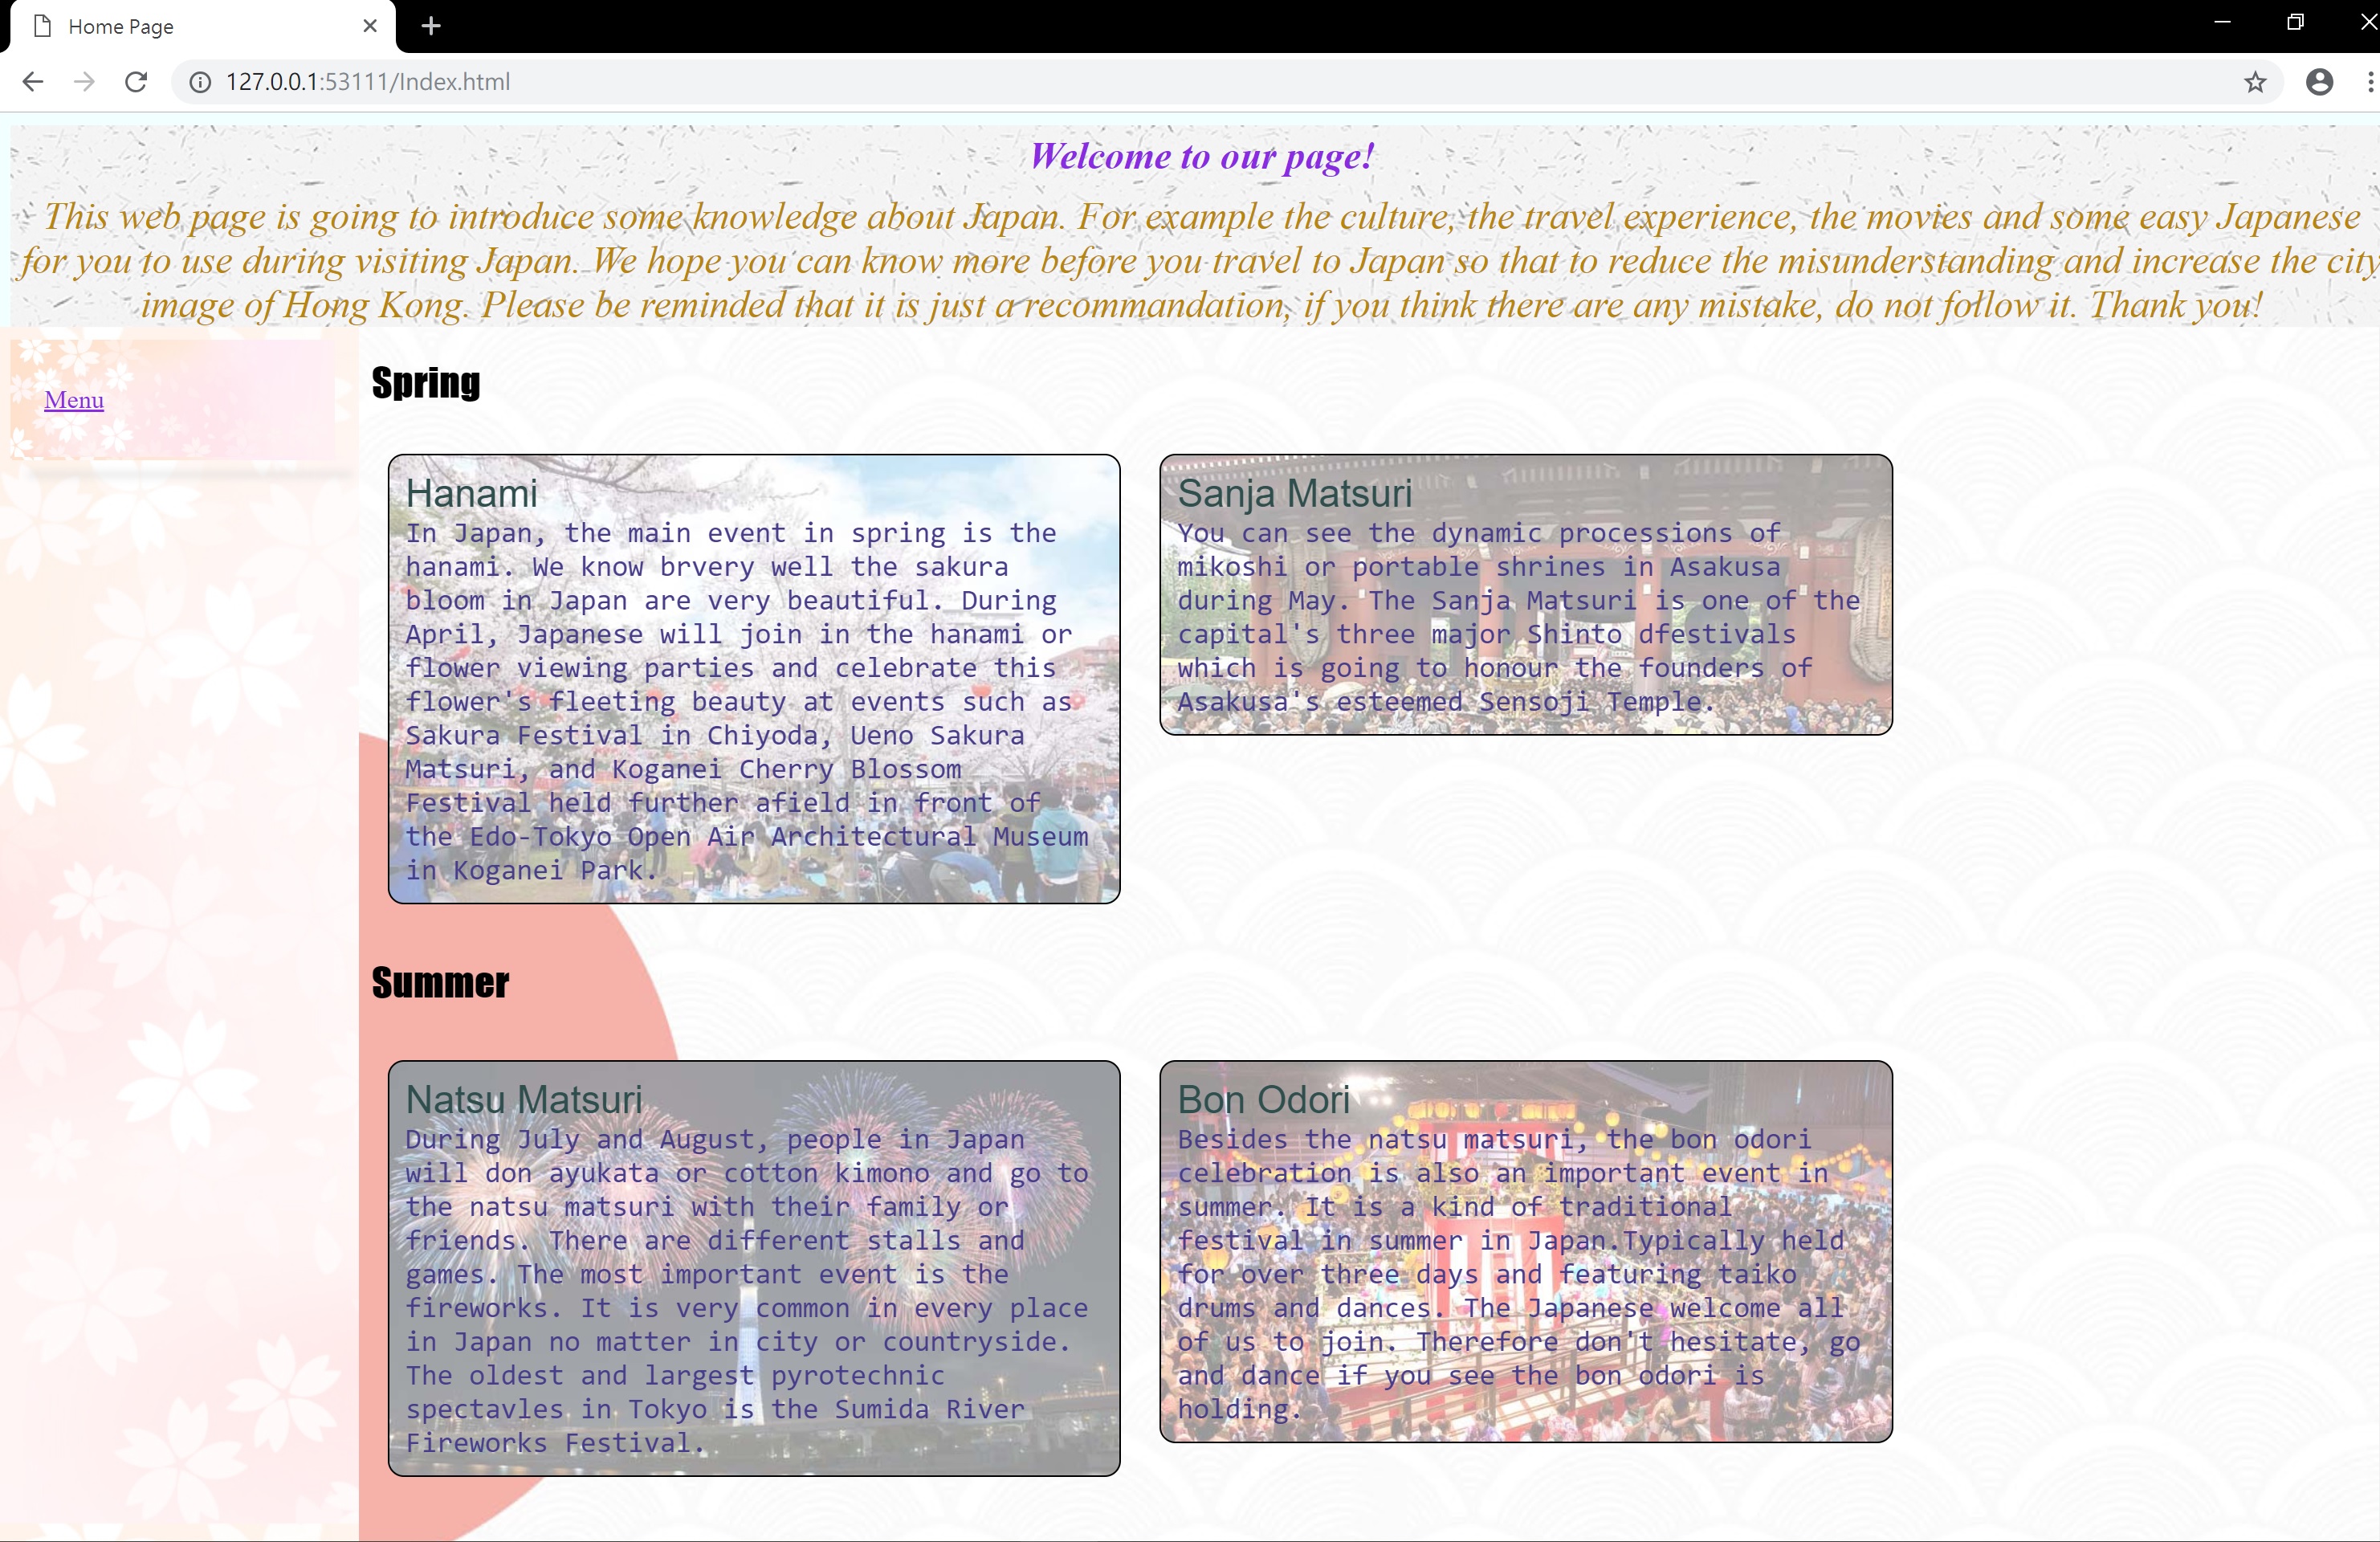 Home Page
127.0.0.1:53111/Index.html
Welcome to our page!
This web page is going to introduce some knowledge about Japan. For example the culture, the travel experience, the movies and some easy Japanese
for you to use during visiting Japan. We hope you can know more before you travel to Japan so that to reduce the misunderstanding and increase the city
image of Hong Kong. Please be reminded that it is just a recommandation, if you think there are any mistake, do not follow it. Thank you!
Menu
Spring
Hanami
In Japan, the main event in spring is the
hanami. We know brvery well the sakura
bloom in Japan are very beautiful. During
April, Japanese will join in the hanami or
flower viewing parties and celebrate this
flower's fleeting beauty at events such as
Sakura Festival in Chiyoda, Ueno Sakura
Matsuri, and Koganei Cherry Blossom
Festival held further afield in front of
the Edo-Tokyo Open Air Architectural Museum
in Koganei Park.
Sanja Matsuri
You can see the dynamic processions of
mikoshi or portable shrines in Asakusa
during May. The Sanja Matsuri is one of the
capital's three major Shinto dfestivals
which is going to honour the founders of
Asakusa's esteemed Sensoji Temple.
Summer
Natsu Matsuri
During July and August, people in Japan
will don ayukata or cotton kimono and go to
the natsu matsuri with their family or
friends. There are different stalls and
games. The most important event is the
fireworks. It is very common in every place
in Japan no matter in city or countryside.
The oldest and largest pyrotechnic
spectavles in Tokyo is the Sumida River
Fireworks Festival.
Bon Odori
Besides the natsu matsuri, the bon odori
celebration is also an important event in
summer. It is a kind of traditional
festival in summer in Japan.Typically held
for over three days and featuring taiko
drums and dances. The Japanese welcome all
of us to join. Therefore don't hesitate, go
and dance if you see the bon odori is
holding.